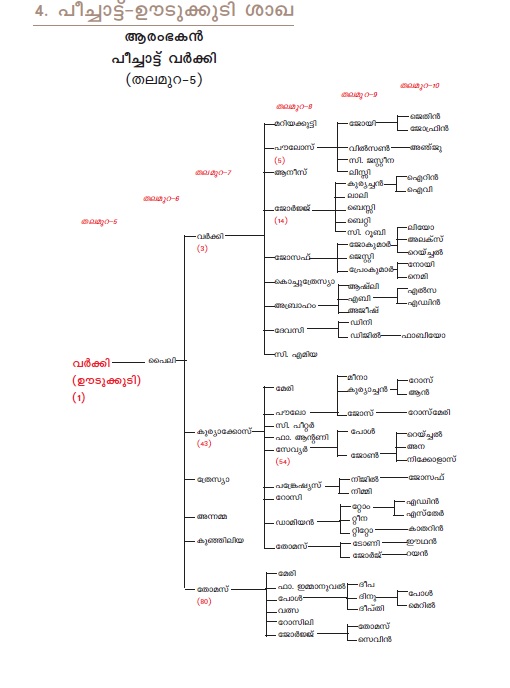 4. പീച്ചാട്ട്-ഊടുക്കുടി ശാഖ
ആരംഭകൻ
പീച്ചാട്ട് വർക്കി
(തലമുറ-5)
തലമുറ-10
തലമുറ-9
തലമുറ-8
തലമുറ-7
തലമുറ-6
തലമുറ-5
വർക്കി
(ഊടുക്കുടി)
(1)
പൈലി
വർക്കി
(3)
മറിയക്കുട്ടി
ജോയി
ജെതിൻ
ജോഫ്രിൻ
പൗലോസ്
(5)
വിൽസൺ
അഞ്ജു
സി. ജസ്റ്റീന
ലിസ്സി
ആനീസ്
ജോർജ്ജ്
(14)
കുര്യച്ചൻ
ഐറിൻ
ഐവി
ലാലി
ബെസ്സി
ബെറ്റി
സി. റൂബി
ജോസഫ്
ജോകുമാർ
ലിയോ
അലക്സ്
റെയ്ച്ചൽ
ജെസ്സി
പ്രേംകുമാർ
നോയി
നെമി
കൊച്ചുത്രേസ്യാ
അബ്രാഹം
ആഷ്‌ലി
എബി
എൽസ
എഡ്വിൻ
അജീഷ്
ദേവസി
ഡിനി
ഡിജിൽ
ഫാബിയോ
സി. എമിയ
കുര്യാക്കോസ്
(43)
മേരി
പൗലോ
മീനാ
കുര്യാച്ചൻ
റോസ്
ആൻ
ജോസ്
റോസ്മേരി
സി. പീറ്റർ
ഫാ. ആന്റണി
സേവ്യർ
(54)
പോൾ
ജോൺ
റെയ്ച്ചൽ
അന
നിക്കോളാസ്
പങ്ക്രേഷ്യസ്
നിജിൽ
ജോസഫ്
നിമ്മി
റോസി
ഡാമിയൻ
റ്റോം
എഡ്വിൻ
എസ്തേർ
റ്റീന
റ്റിറ്റോ
കാതറിൻ
തോമസ്
ടോണി
ഈഥൻ
ജോർജ്
റയൻ
ത്രേസ്യാ
അന്നമ്മ
കുഞ്ഞിലിയ
തോമസ്
(80)
മേരി
ഫാ. ഇമ്മാനുവൽ
പോൾ
ദീപ
ദിനു
പോൾ
മെറിൽ
ദീപ്തി
വത്സ
റോസിലി
ജോർജ്ജ്
തോമസ്
സെവിൻ